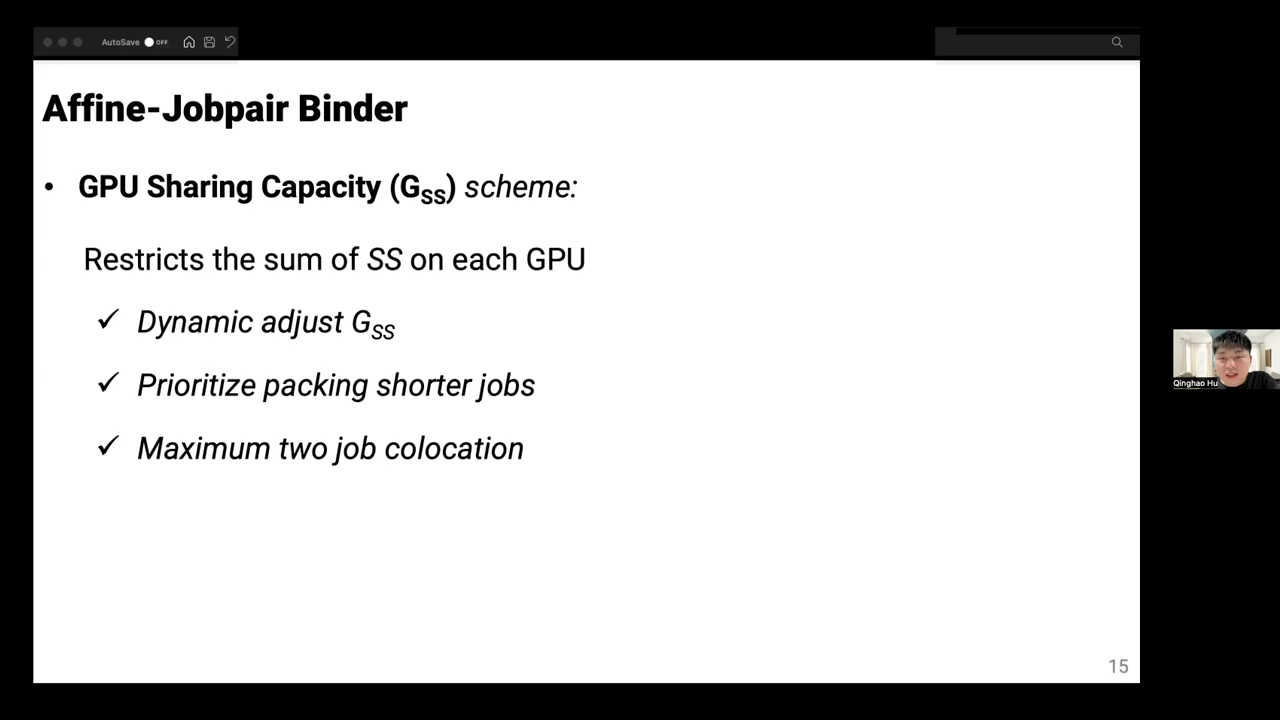 AutoSave OFF
Affine-Jobpair Binder
• GPU Sharing Capacity (GSS) scheme:
Restricts the sum of SS on each GPU
✓ Dynamic adjust GSS
✓ Prioritize packing shorter jobs
✓ Maximum two job colocation
Qinghao Hu
15